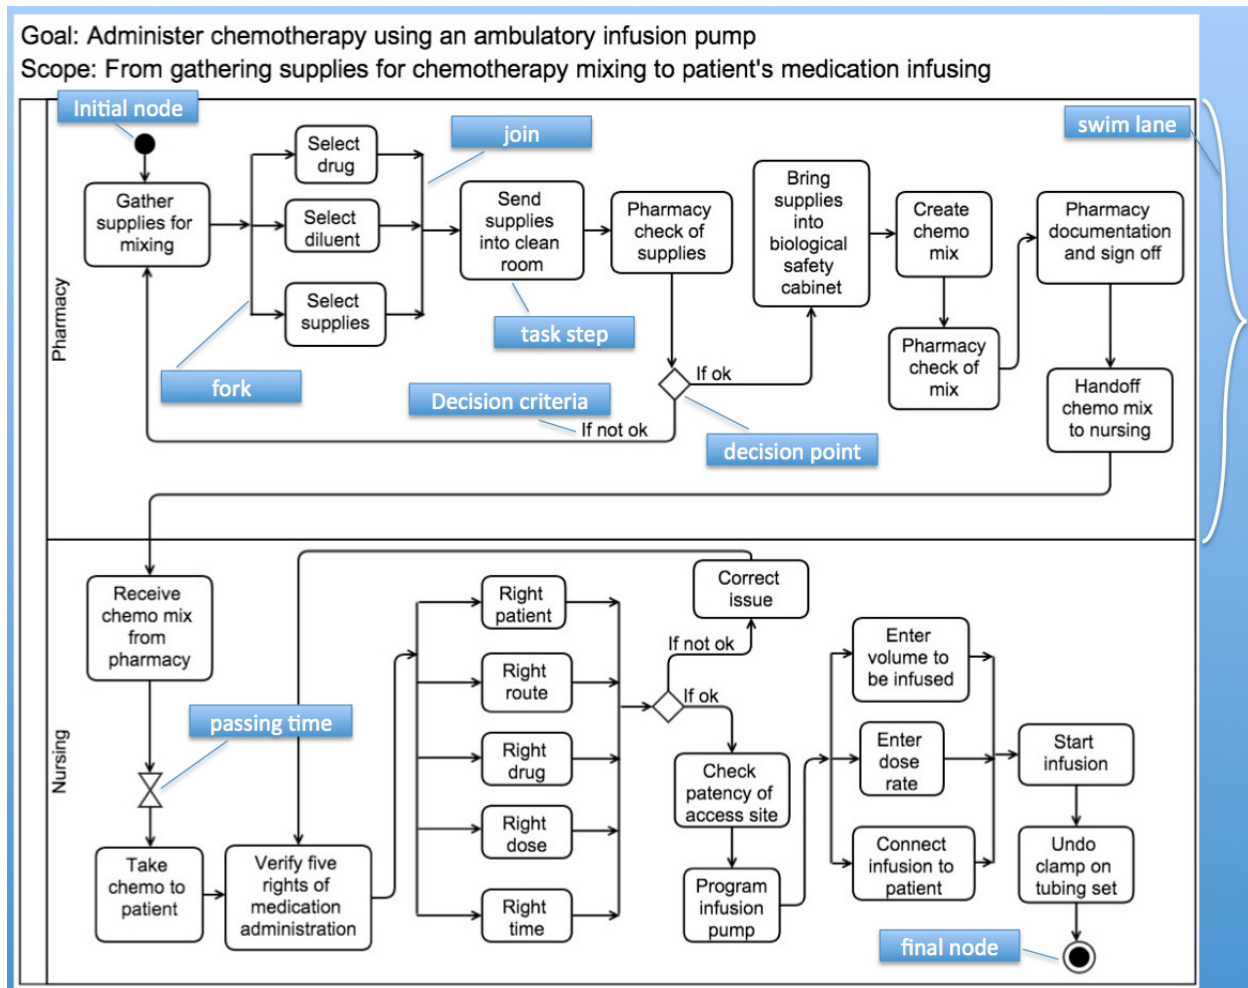 Goal: Administer chemotherapy using an ambulatory infusion pump
Scope: From gathering supplies for chemotherapy mixing to patient's medication infusing
Initial node
join
swim lane
Pharmacy
Gather
supplies for
mixing
Select
drug
Select
diluent
Select
supplies
Send
supplies
into clean
room
Pharmacy
check of
supplies
Bring
supplies
into
biological
safety
cabinet
Create
chemo
mix
Pharmacy
documentation
and sign off
task step
fork
Decision criteria
If not ok
If ok
decision point
Pharmacy
check of
mix
Handoff
chemo mix
to nursing
Nursing
Receive
chemo mix
from
pharmacy
passing time
Take
chemo to
patient
Verify five
rights of
medication
administration
Right
patient
Right
route
Right
drug
Right
dose
Right
time
Correct
issue
If not ok
If ok
Check
patency of
access site
Program
infusion
pump
Enter
volume to
be infused
Enter
dose
rate
Connect
infusion to
patient
Start
infusion
Undo
clamp on
tubing set
final node